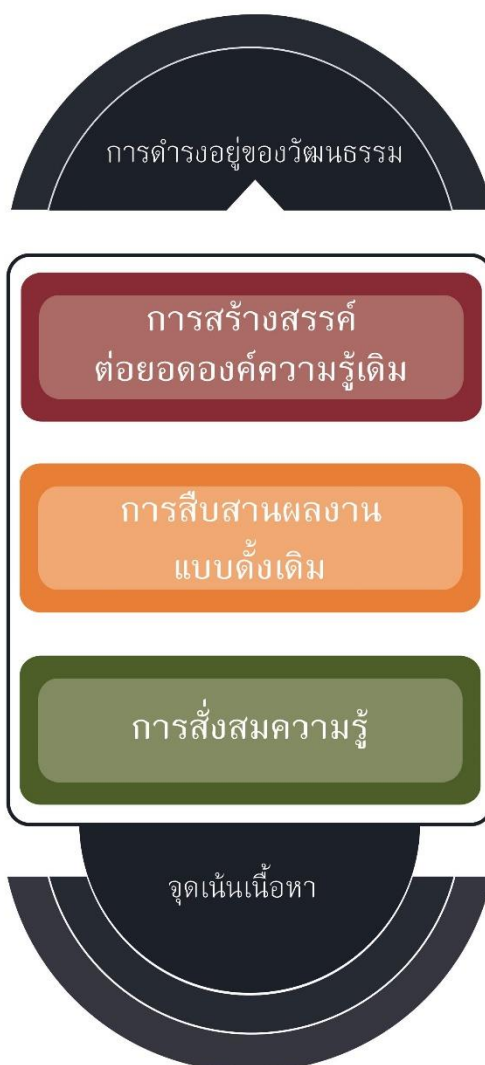 การดำรงอยู่ของวัฒนธรรม
การสร้างสรรค์
ต่อยอดองค์ความรู้เดิม
การสืบสานผลงาน
แบบดั้งเดิม
การสั่งสมความรู้
จุดเน้นเนื้อหา